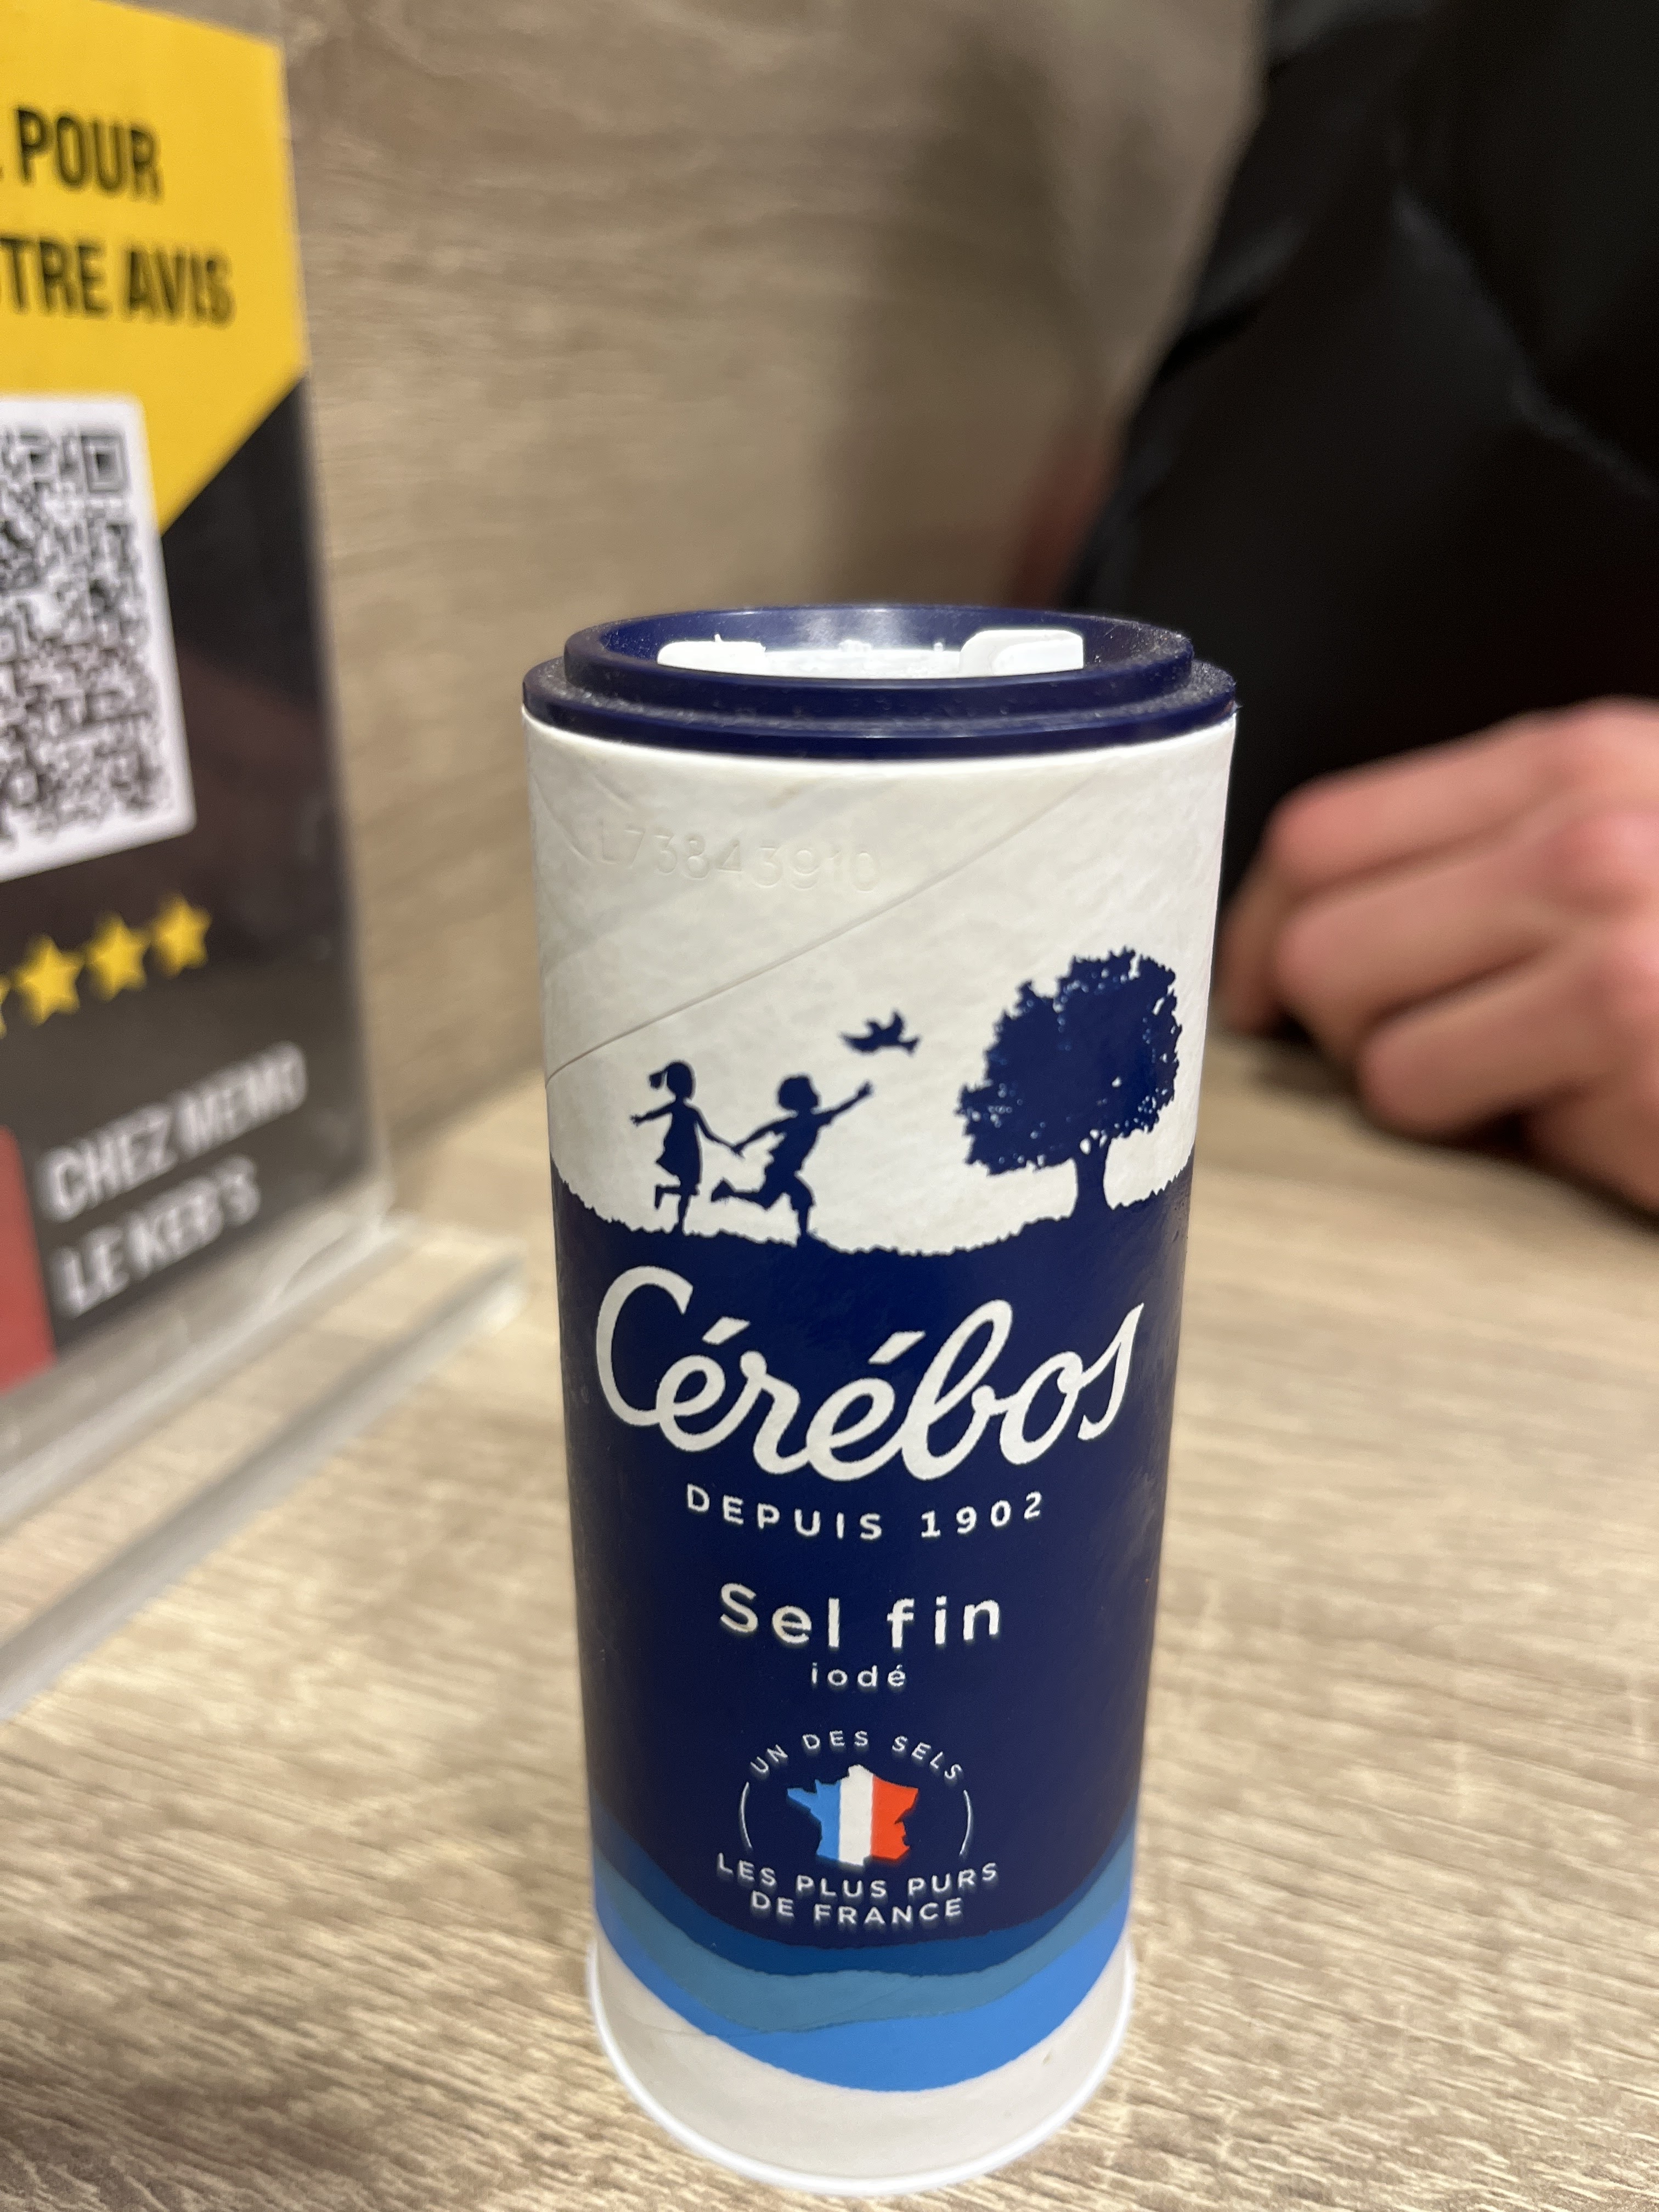 POUR
TRE AVIS
CHEZ MEMO
LE KEB'S
L73843910
Cérébos
DEPUIS 1902
Sel fin
iodé
UN DES SELS
LES PLUS PURS
DE FRANCE